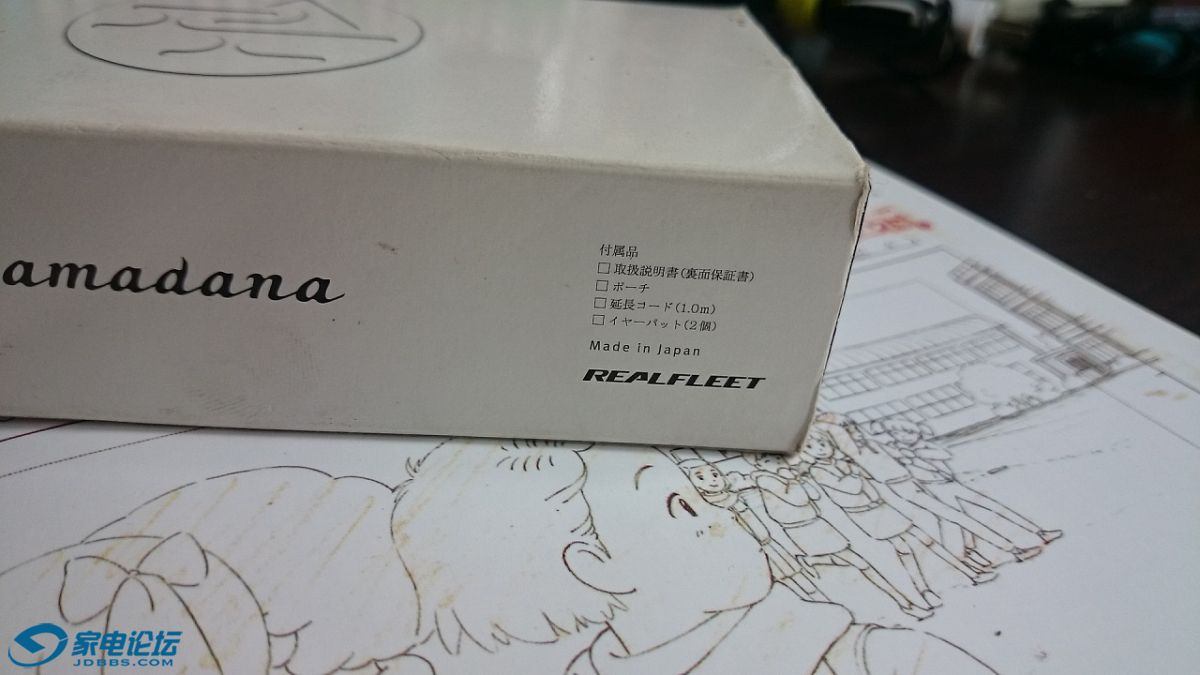 amadana
付属品
□ 取扱説明書(裏面保証書)
□ ポーチ
□ 延長コード(1.0m)
□ イヤーパット(2個)
Made in Japan
REALFLEET
家电论坛
JDBBS.COM